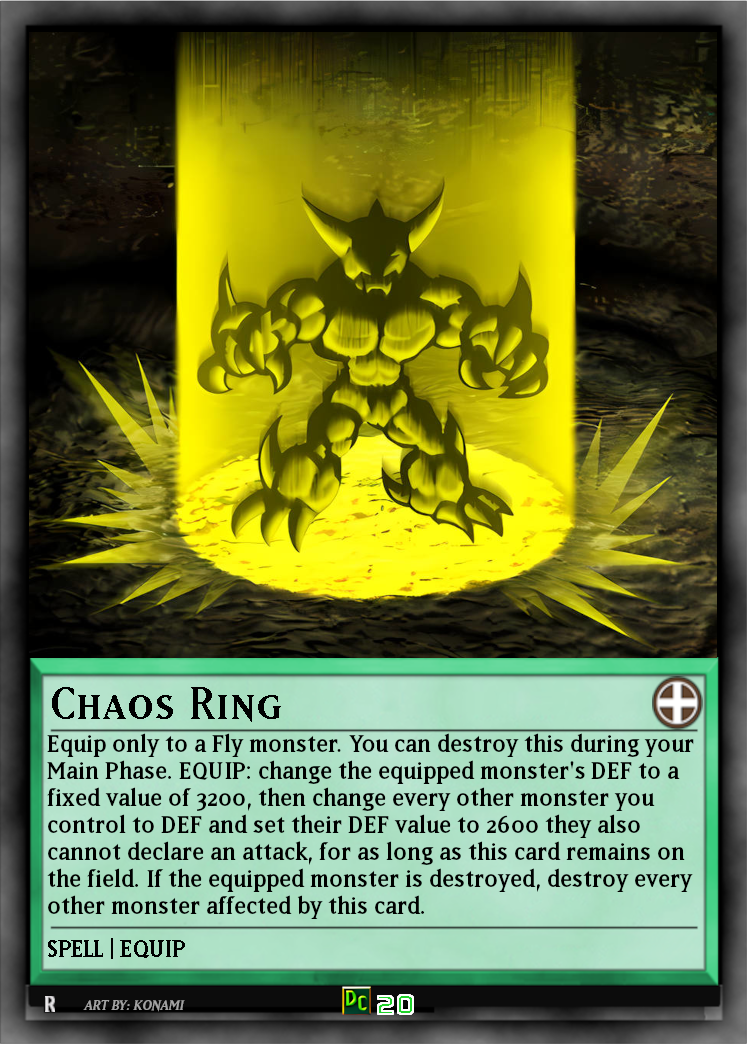 Chaos Ring
Equip only to a Fly monster. You can destroy this during your
Main Phase. EQUIP: change the equipped monster's DEF to a
fixed value of 3200, then change every other monster you
control to DEF and set their DEF value to 2600 they also
cannot declare an attack, for as long as this card remains on
the field. If the equipped monster is destroyed, destroy every
other monster affected by this card.
SPELL | EQUIP
R ART BY: KONAMI DC 20